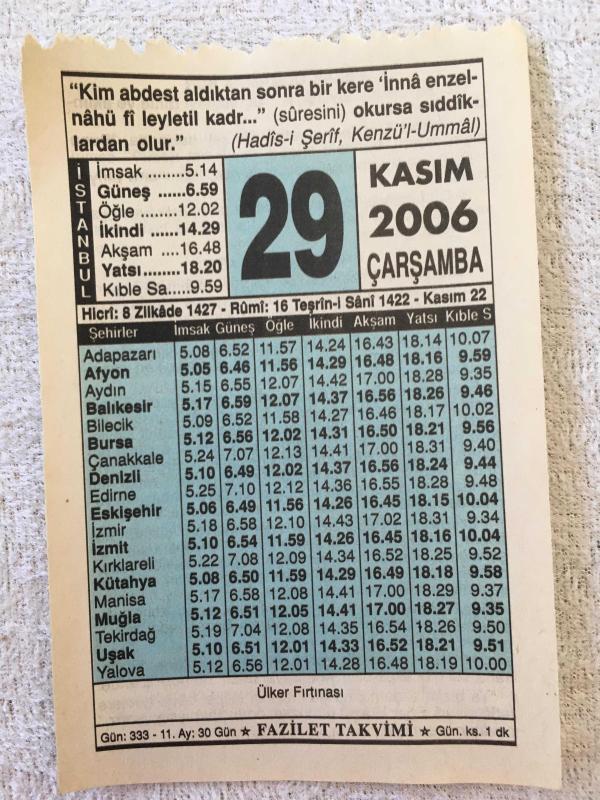 “Kim abdest aldıktan sonra bir kere ‘İnnâ enzel-
nâhü fî leyletil kadr...” (sûresini) okursa sıddîk-
lardan olur.” (Hadîs-i Şerîf, Kenzü’l-Ummâl)
İSTANBUL
İmsak ........5.14
Güneş ......6.59
Öğle ........12.02
İkindi ......14.29
Akşam ....16.48
Yatsı........18.20
Kıble Sa.....9.59
29
KASIM
2006
ÇARŞAMBA
Hicrî: 8 Zilkâde 1427 - Rûmî: 16 Teşrîn-i Sânî 1422 - Kasım 22
Şehirler İmsak Güneş Öğle İkindi Akşam Yatsı Kıble S
Adapazarı 5.08 6.52 11.57 14.24 16.43 18.14 10.07
Afyon 5.05 6.46 11.56 14.29 16.48 18.16 9.59
Aydın 5.15 6.55 12.07 14.42 17.00 18.28 9.35
Balıkesir 5.17 6.59 12.07 14.37 16.56 18.26 9.46
Bilecik 5.09 6.52 11.58 14.27 16.46 18.17 10.02
Bursa 5.12 6.56 12.02 14.31 16.50 18.21 9.56
Çanakkale 5.24 7.07 12.13 14.41 17.00 18.31 9.40
Denizli 5.10 6.49 12.02 14.37 16.56 18.24 9.44
Edirne 5.25 7.10 12.12 14.36 16.55 18.28 9.48
Eskişehir 5.06 6.49 11.56 14.26 16.45 18.15 10.04
İzmir 5.18 6.58 12.10 14.43 17.02 18.31 9.34
İzmit 5.10 6.54 11.59 14.26 16.45 18.16 10.04
Kırklareli 5.22 7.08 12.09 14.34 16.52 18.25 9.52
Kütahya 5.08 6.50 11.59 14.29 16.49 18.18 9.58
Manisa 5.17 6.58 12.08 14.41 17.00 18.29 9.37
Muğla 5.12 6.51 12.05 14.41 17.00 18.27 9.35
Tekirdağ 5.19 7.04 12.08 14.35 16.54 18.26 9.50
Uşak 5.10 6.51 12.01 14.33 16.52 18.21 9.51
Yalova 5.12 6.56 12.01 14.28 16.48 18.19 10.00
Ülker Fırtınası
Gün: 333 - 11. Ay: 30 Gün ★ FAZİLET TAKVİMİ ★ Gün. ks. 1 dk